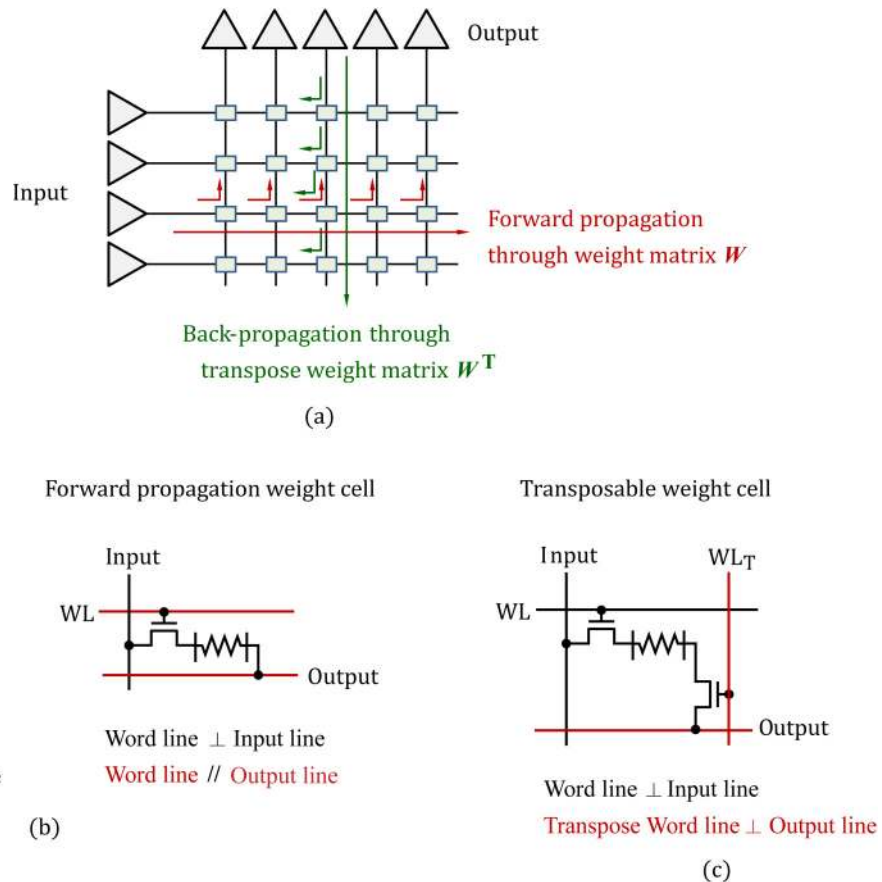 Output
Input
Forward propagation
through weight matrix W
Back-propagation through
transpose weight matrix W^T
(a)
Forward propagation weight cell
Input
WL
Output
Word line ⊥ Input line
Word line // Output line
(b)
Transposable weight cell
Input
WL_T
WL
Output
Word line ⊥ Input line
Transpose Word line ⊥ Output line
(c)